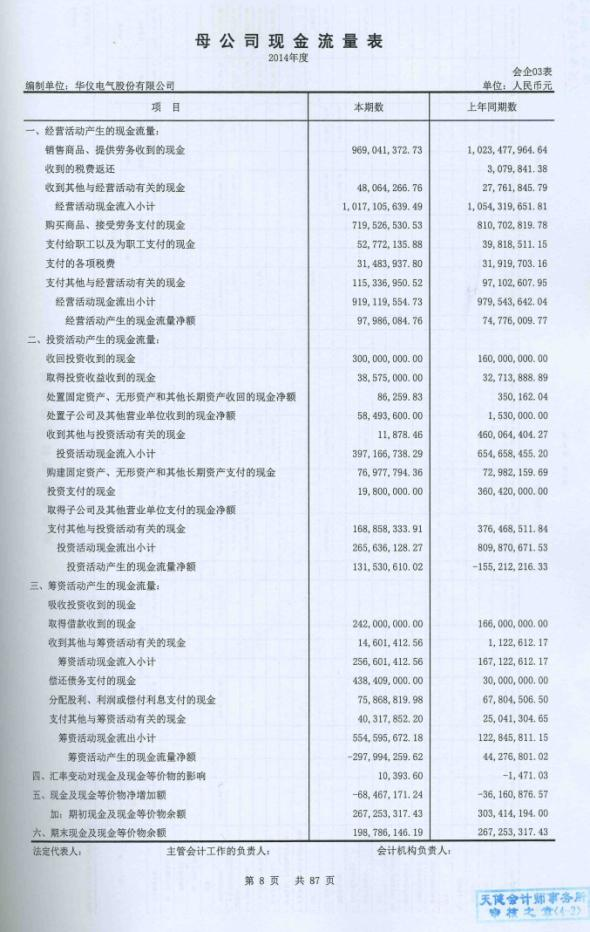 母公司现金流量表
2014年度
会企03表
编制单位：华仪电气股份有限公司 单位：人民币元
项 目 本期数 上年同期数
一、经营活动产生的现金流量：
销售商品、提供劳务收到的现金 969,041,372.73 1,023,477,964.64
收到的税费返还 3,079,841.38
收到其他与经营活动有关的现金 48,064,266.76 27,761,845.79
经营活动现金流入小计 1,017,105,639.49 1,054,319,651.81
购买商品、接受劳务支付的现金 719,526,530.53 810,702,819.78
支付给职工以及为职工支付的现金 52,772,135.88 39,818,511.15
支付的各项税费 31,483,937.80 31,919,703.16
支付其他与经营活动有关的现金 115,336,950.52 97,102,607.95
经营活动现金流出小计 919,119,554.73 979,543,642.04
经营活动产生的现金流量净额 97,986,084.76 74,776,009.77
二、投资活动产生的现金流量：
收回投资收到的现金 300,000,000.00 160,000,000.00
取得投资收益收到的现金 38,575,000.00 32,713,888.89
处置固定资产、无形资产和其他长期资产收回的现金净额 86,259.83 350,162.04
处置子公司及其他营业单位收到的现金净额 58,493,600.00 1,530,000.00
收到其他与投资活动有关的现金 11,878.46 460,064,404.27
投资活动现金流入小计 397,166,738.29 654,658,455.20
购建固定资产、无形资产和其他长期资产支付的现金 76,977,794.36 72,982,159.69
投资支付的现金 19,800,000.00 360,420,000.00
取得子公司及其他营业单位支付的现金净额
支付其他与投资活动有关的现金 168,858,333.91 376,468,511.84
投资活动现金流出小计 265,636,128.27 809,870,671.53
投资活动产生的现金流量净额 131,530,610.02 -155,212,216.33
三、筹资活动产生的现金流量：
吸收投资收到的现金
取得借款收到的现金 242,000,000.00 166,000,000.00
收到其他与筹资活动有关的现金 14,601,412.56 1,122,612.17
筹资活动现金流入小计 256,601,412.56 167,122,612.17
偿还债务支付的现金 438,409,000.00 30,000,000.00
分配股利、利润或偿付利息支付的现金 75,868,819.98 67,804,506.50
支付其他与筹资活动有关的现金 40,317,852.20 25,041,304.65
筹资活动现金流出小计 554,595,672.18 122,845,811.15
筹资活动产生的现金流量净额 -297,994,259.62 44,276,801.02
四、汇率变动对现金及现金等价物的影响 10,393.60 -1,471.03
五、现金及现金等价物净增加额 -68,467,171.24 -36,160,876.57
加：期初现金及现金等价物余额 267,253,317.43 303,414,194.00
六、期末现金及现金等价物余额 198,786,146.19 267,253,317.43
法定代表人： 主管会计工作的负责人： 会计机构负责人：
第 8 页 共 87 页
天健会计师事务所
审核之章(4-2)